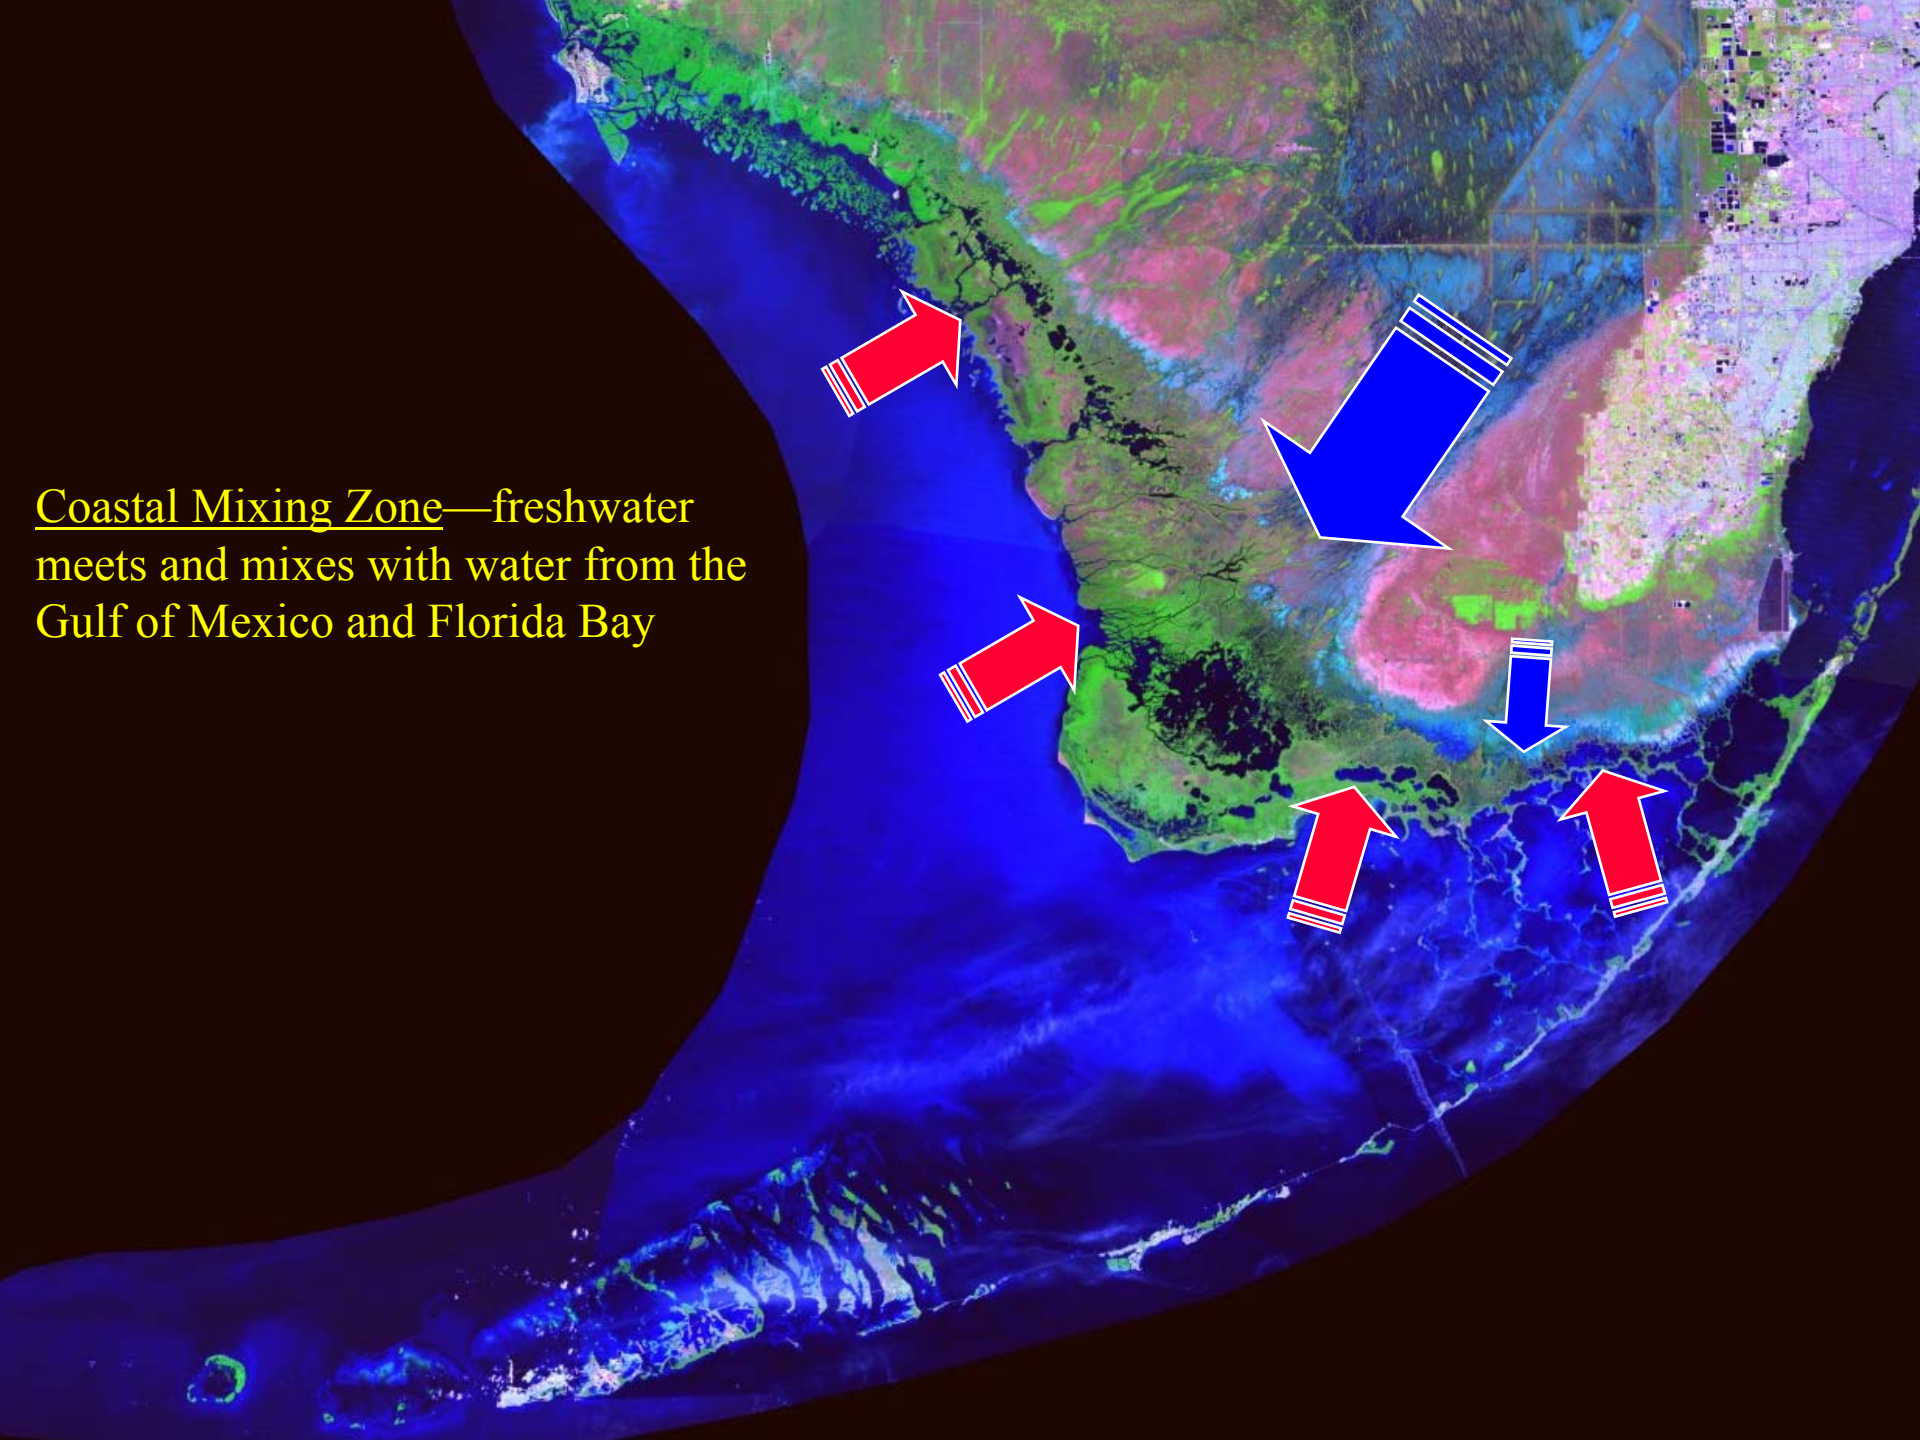 Coastal Mixing Zone—freshwater
meets and mixes with water from the
Gulf of Mexico and Florida Bay